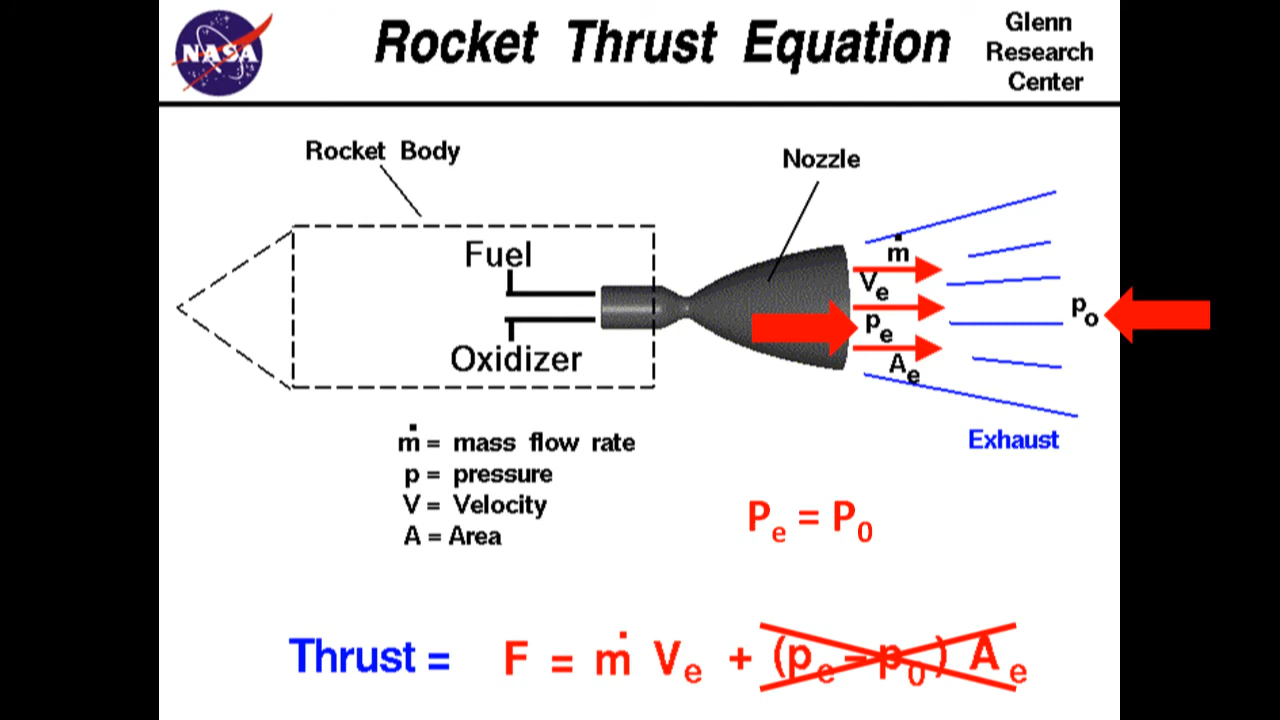 NASA
Rocket Thrust Equation
Glenn
Research
Center
Rocket Body
Nozzle
Fuel
Oxidizer
ṁ
Vₑ
pₑ
Aₑ
pₒ
Exhaust
ṁ = mass flow rate
p = pressure
V = Velocity
A = Area
Pₑ = P₀
Thrust = F = ṁ Vₑ + (pₑ – p₀) Aₑ